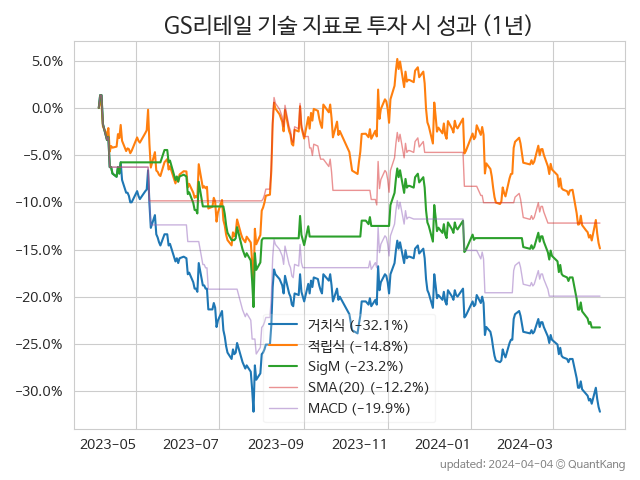 GS리테일 기술 지표로 투자 시 성과 (1년)
5.0%
0.0%
−5.0%
−10.0%
−15.0%
−20.0%
−25.0%
−30.0%
거치식 (−32.1%)
적립식 (−14.8%)
SigM (−23.2%)
SMA(20) (−12.2%)
MACD (−19.9%)
2023−05 2023−07 2023−09 2023−11 2024−01 2024−03
updated: 2024−04−04 ⓒ QuantKang